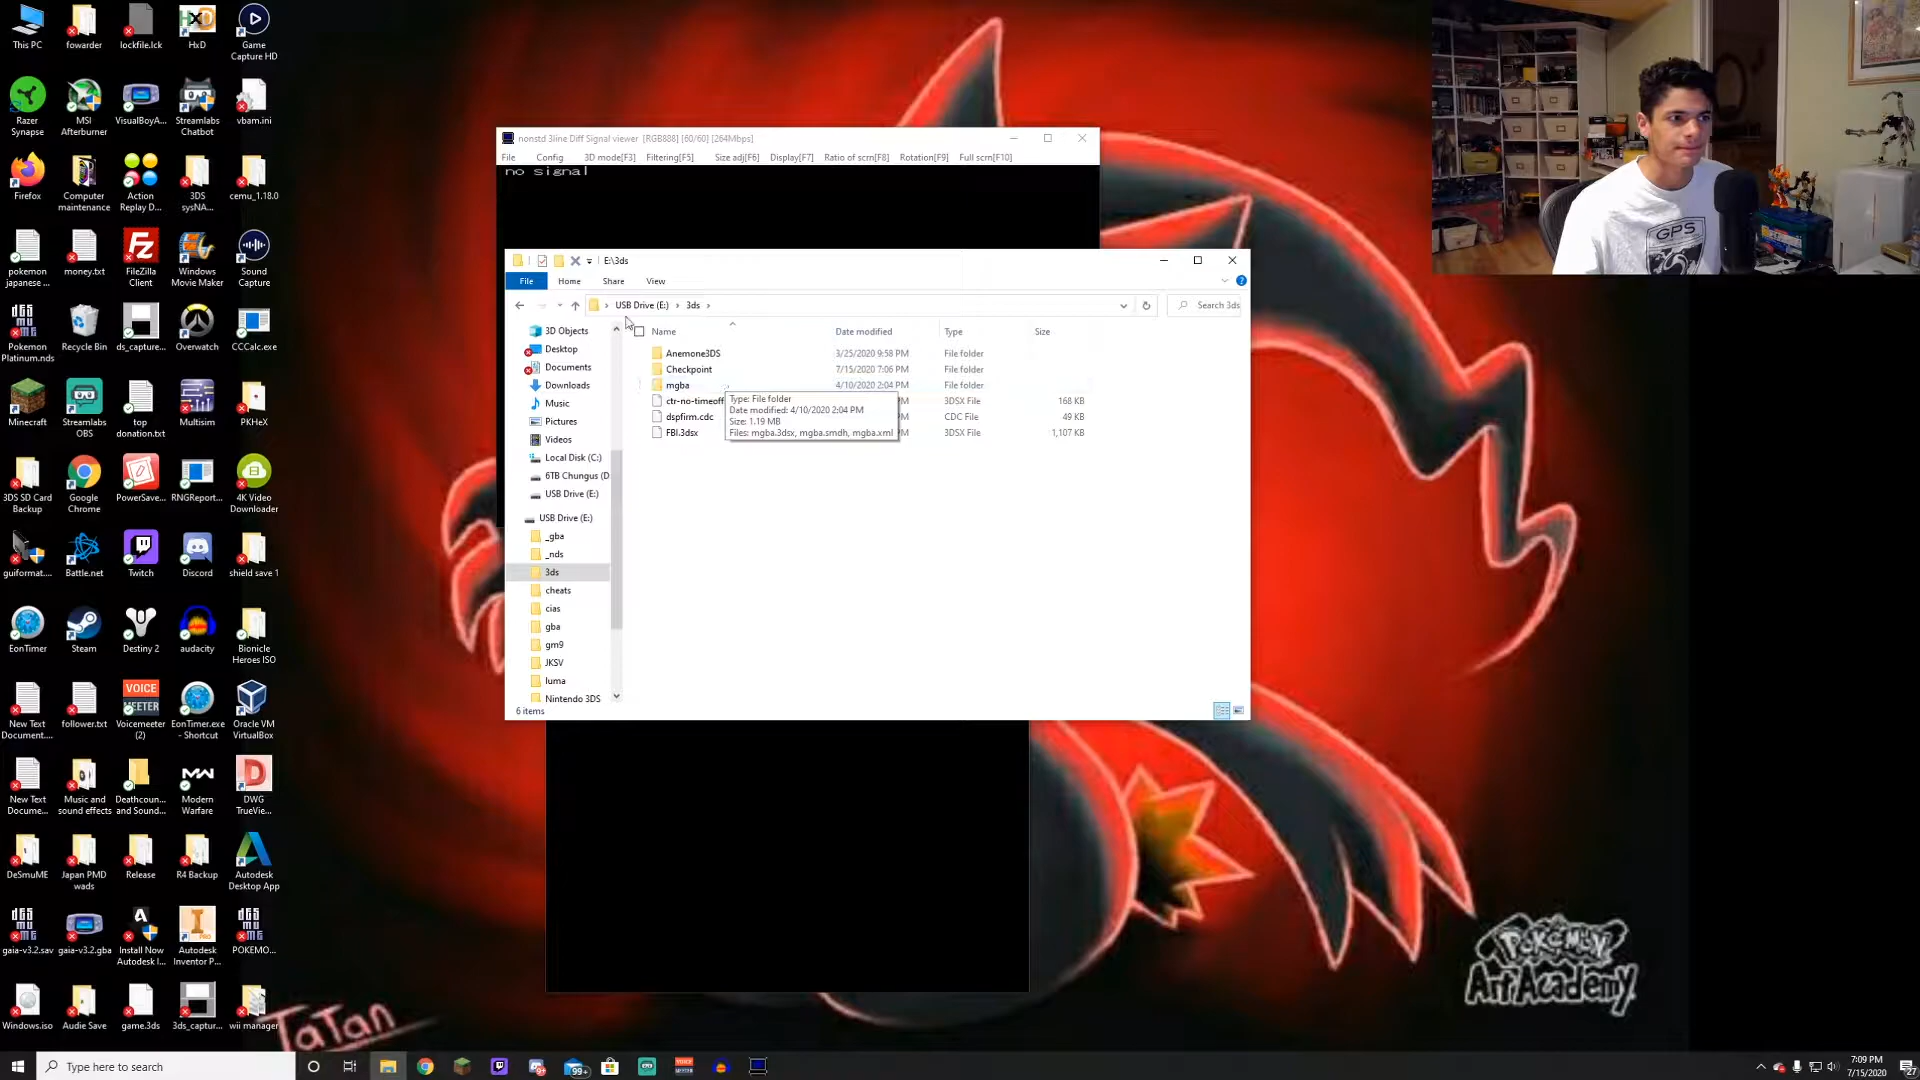 This PC
fowarder
lockfile.lck
HxD
Game
Capture HD
Razer
Synapse
MSI
Afterburner
VisualBoyA...
Streamlabs
Chatbot
vbam.ini
Firefox
Computer
maintenance
Action
Replay D...
3DS
sysNA...
cemu_1.18.0
pokemon
japanese ...
money.txt
FileZilla
Client
Windows
Movie Maker
Sound
Capture
Pokemon
Platinum.nds
Recycle Bin
ds_capture...
Overwatch
CCCalc.exe
Minecraft
Streamlabs
OBS
top
donation.txt
Multisim
PKHeX
3DS SD Card
Backup
Google
Chrome
PowerSave...
RNGReport...
4K Video
Downloader
guiformat....
Battle.net
Twitch
Discord
shield save 1
EonTimer
Steam
Destiny 2
audacity
Bionicle
Heroes ISO
New Text
Document....
follower.txt
VOICE
MEETER
Voicemeeter
(2)
EonTimer.exe
- Shortcut
Oracle VM
VirtualBox
New Text
Docume...
Music and
sound effects
Deathcoun...
and Sound...
Modern
Warfare
DWG
TrueVie...
DeSmuME
Japan PMD
wads
Release
R4 Backup
Autodesk
Desktop App
gaia-v3.2.sav
gaia-v3.2.gba
Install Now
Autodesk I...
Autodesk
Inventor P...
POKEMO...
Windows.iso
Audie Save
game.3ds
3ds_captur...
wii manager
nonstd 3line Diff Signal viewer [RGB888] [60/60] [264Mbps]
File Config 3D mode[F3] Filtering[F5] Size adj[F6] Display[F7] Ratio of scrn[F8] Rotation[F9] Full scrn[F10]
no signal
E:\3ds
File Home Share View
USB Drive (E:) > 3ds >
Search 3ds
Name Date modified Type Size
Anemone3DS 3/25/2020 9:58 PM File folder
Checkpoint 7/15/2020 7:06 PM File folder
mgba 4/10/2020 2:04 PM File folder
ctr-no-timeoff 3DSX File 168 KB
dspfirm.cdc CDC File 49 KB
FBI.3dsx 3DSX File 1,107 KB
Type: File folder
Date modified: 4/10/2020 2:04 PM
Size: 1.19 MB
Files: mgba.3dsx, mgba.smdh, mgba.xml
3D Objects
Desktop
Documents
Downloads
Music
Pictures
Videos
Local Disk (C:)
6TB Chungus (D
USB Drive (E:)
USB Drive (E:)
_gba
_nds
3ds
cheats
cias
gba
gm9
JKSV
luma
Nintendo 3DS
6 items
GPS
POKéMON
Art Academy
TaTan
Type here to search
99+
7:09 PM
7/15/2020
27